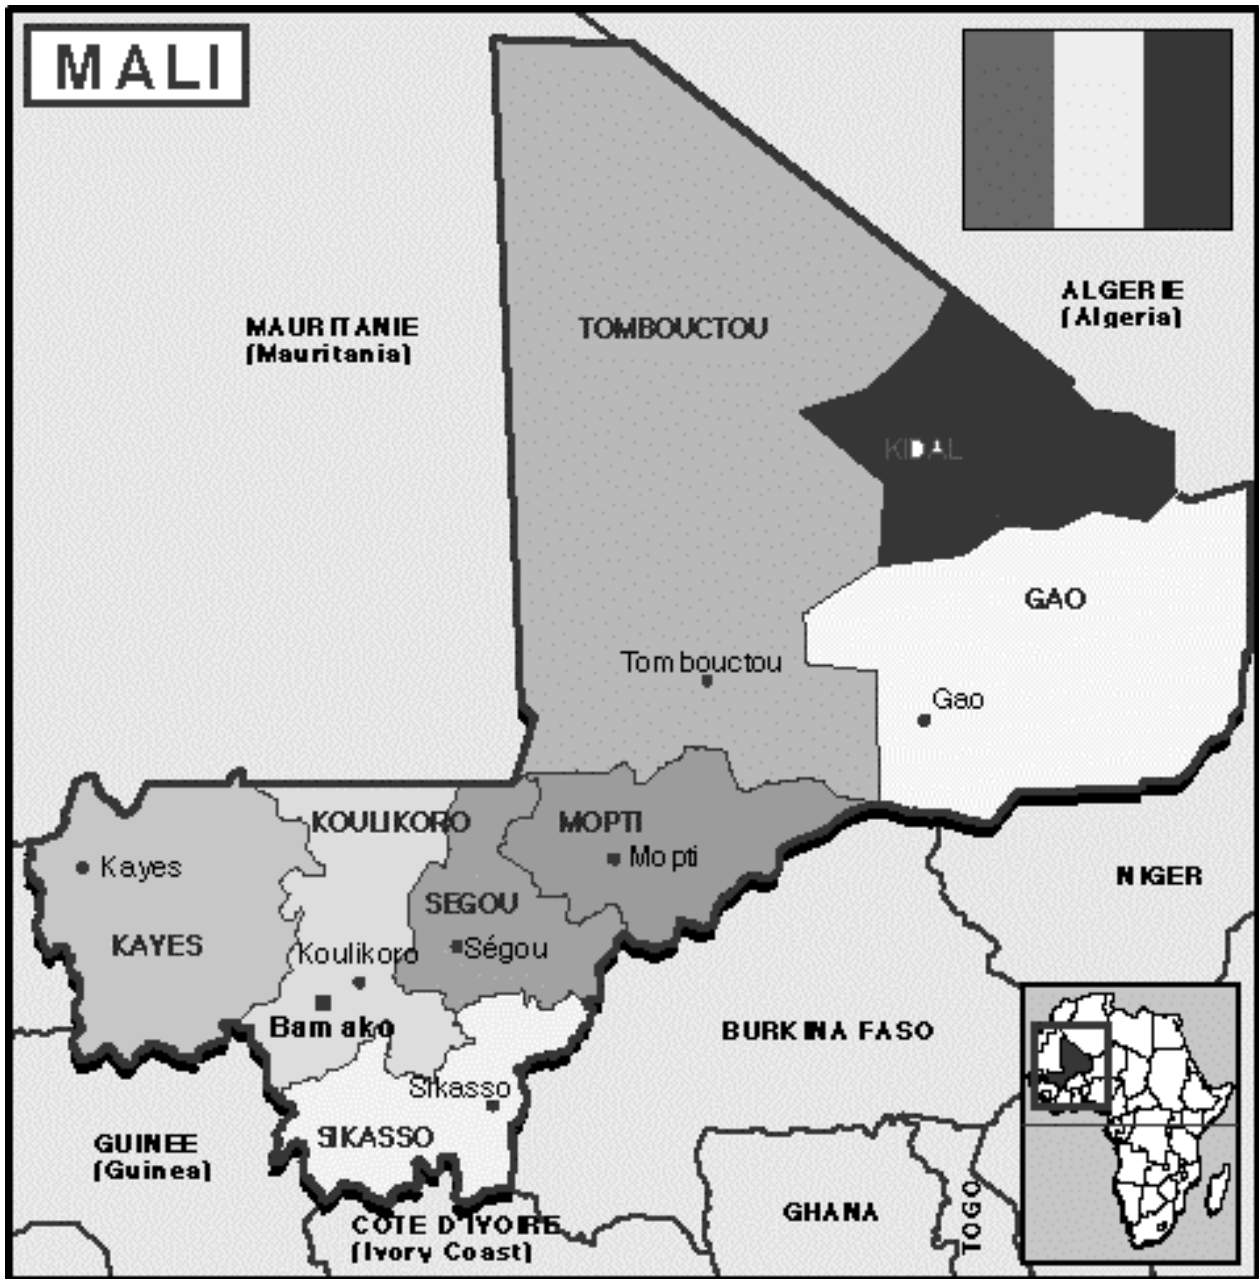 MALI
ALGERIE
(Algeria)
MAURITANIE
(Mauritania)
TOMBOUCTOU
KIDAL
GAO
Tombouctou
Gao
KOULIKORO
MOPTI
Mopti
Kayes
NIGER
SEGOU
KAYES
Koulikoro
Ségou
Bamako
BURKINA FASO
Sikasso
SIKASSO
GUINEE
(Guinea)
GHANA
TOGO
COTE D'IVOIRE
(Ivory Coast)